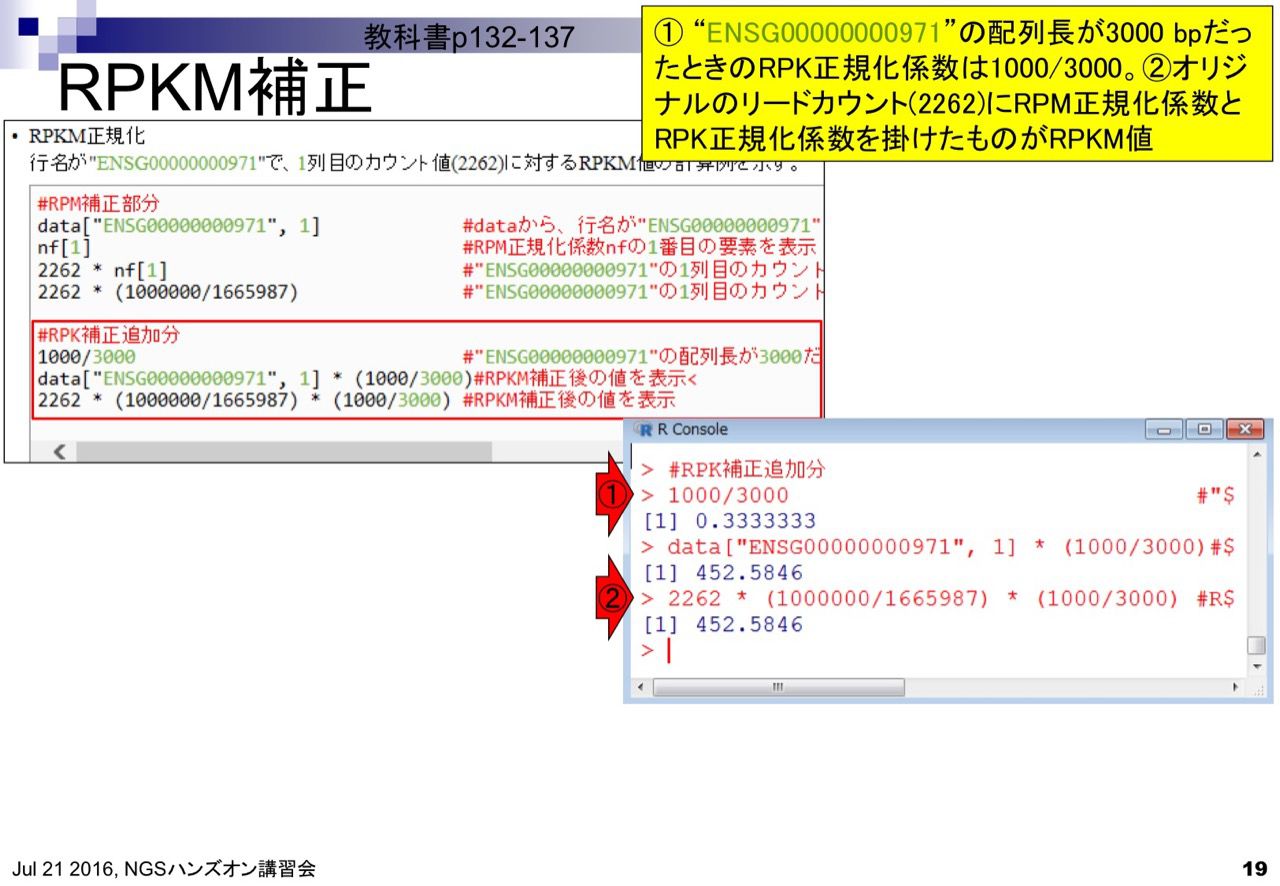 教科書p132-137
RPKM補正
① “ENSG00000000971”の配列長が3000 bpだっ
たときのRPK正規化係数は1000/3000。②オリジ
ナルのリードカウント(2262)にRPM正規化係数と
RPK正規化係数を掛けたものがRPKM値
• RPKM正規化
行名が"ENSG00000000971"で、1列目のカウント値(2262)に対するRPKM値の計算例を示す。
#RPM補正部分
data["ENSG00000000971", 1] #dataから、行名が"ENSG00000000971"
nf[1] #RPM正規化係数nfの1番目の要素を表示
2262 * nf[1] #"ENSG00000000971"の1列目のカウント
2262 * (1000000/1665987) #"ENSG00000000971"の1列目のカウント
#RPK補正追加分
1000/3000 #"ENSG00000000971"の配列長が3000だ
data["ENSG00000000971", 1] * (1000/3000)#RPKM補正後の値を表示<
2262 * (1000000/1665987) * (1000/3000) #RPKM補正後の値を表示
R Console
> #RPK補正追加分
① > 1000/3000 #"$
[1] 0.3333333
> data["ENSG00000000971", 1] * (1000/3000)#$
[1] 452.5846
② > 2262 * (1000000/1665987) * (1000/3000) #R$
[1] 452.5846
>
Jul 21 2016, NGSハンズオン講習会
19